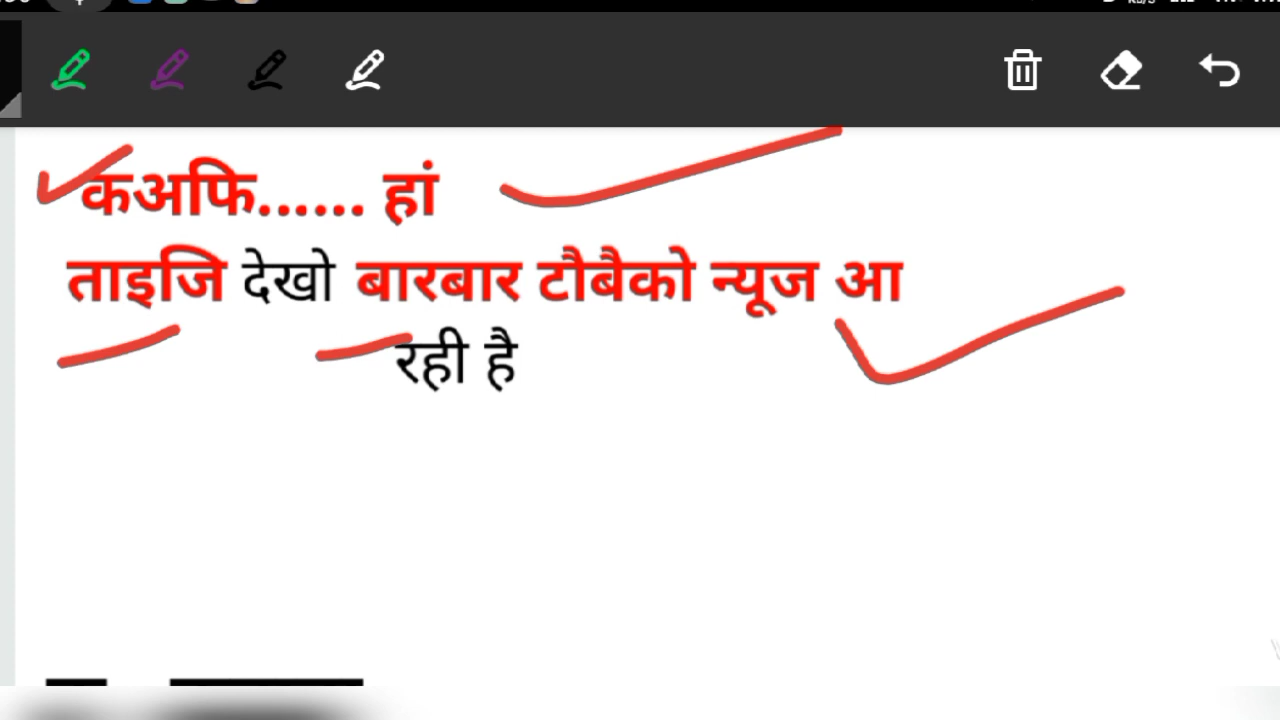 कअफि...... हां
ताइजि देखो बारबार टौबैको न्यूज आ
रही है